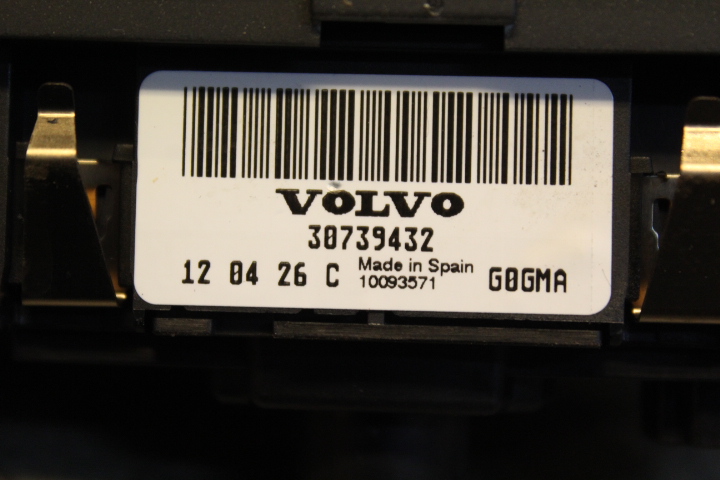 VOLVO
30739432
12 04 26 C Made in Spain G0GMA
10093571